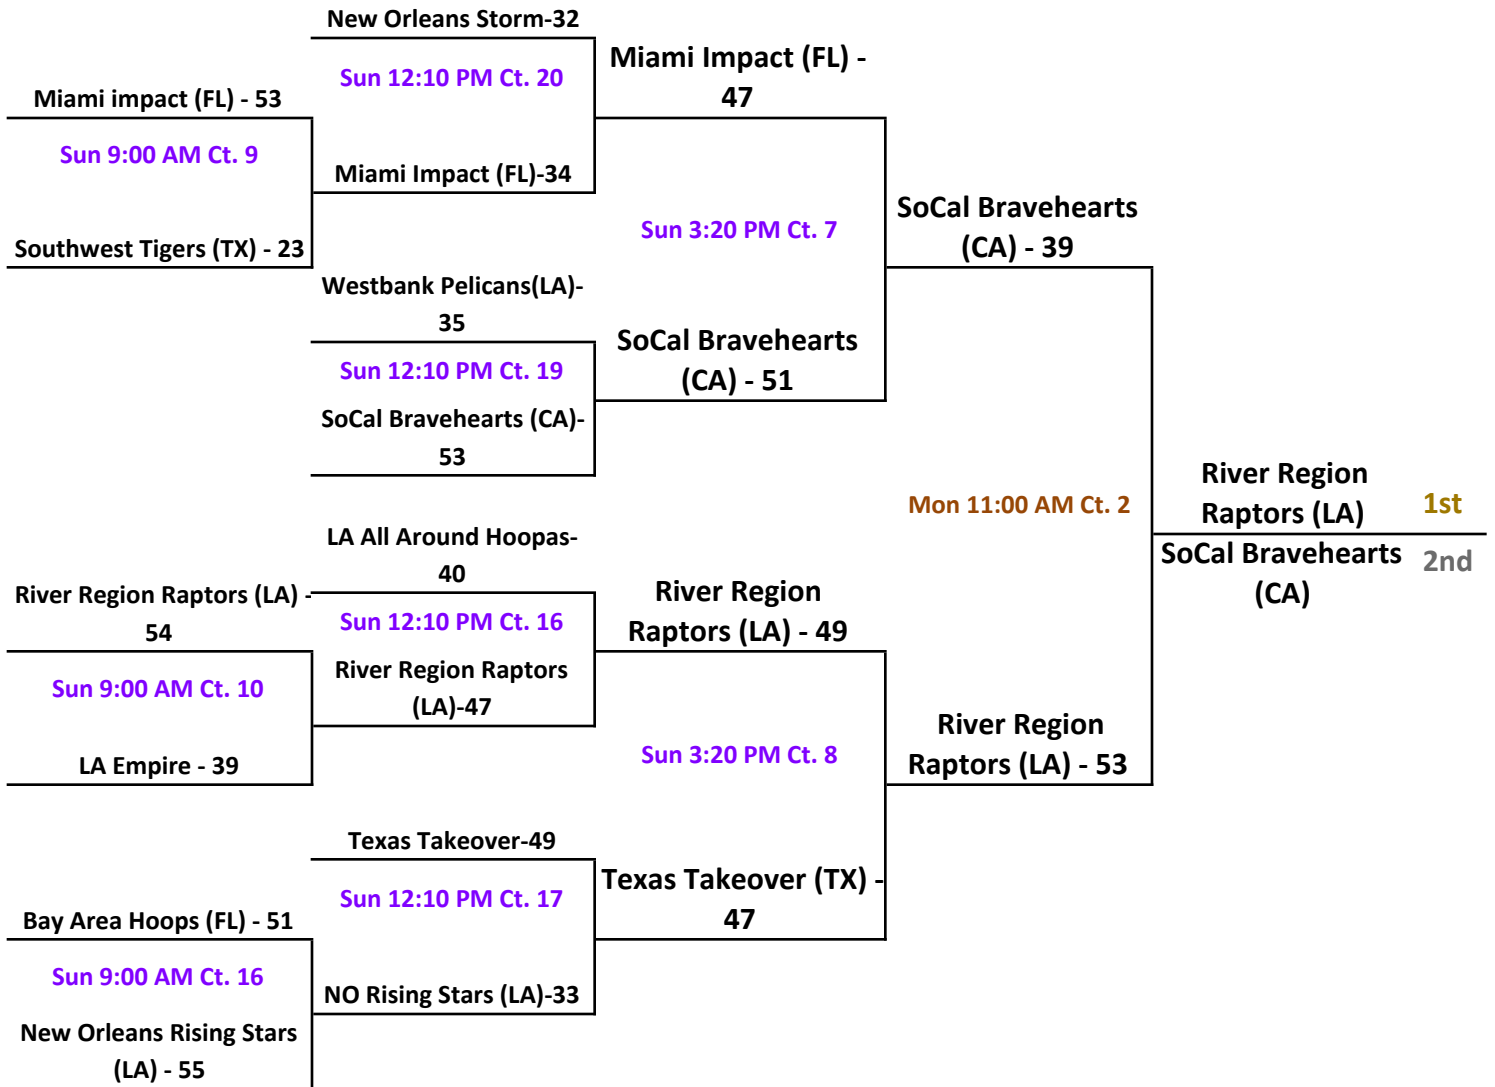 New Orleans Storm-32
Sun 12:10 PM Ct. 20
Miami Impact (FL) -
47
Miami impact (FL) - 53
Sun 9:00 AM Ct. 9
Miami Impact (FL)-34
Southwest Tigers (TX) - 23
Sun 3:20 PM Ct. 7
SoCal Bravehearts
(CA) - 39
Westbank Pelicans(LA)-
35
Sun 12:10 PM Ct. 19
SoCal Bravehearts
(CA) - 51
SoCal Bravehearts (CA)-
53
Mon 11:00 AM Ct. 2
River Region
Raptors (LA)
1st
SoCal Bravehearts
(CA)
2nd
LA All Around Hoopas-
40
River Region Raptors (LA) -
54
Sun 12:10 PM Ct. 16
River Region
Raptors (LA) - 49
Sun 9:00 AM Ct. 10
River Region Raptors
(LA)-47
LA Empire - 39
Sun 3:20 PM Ct. 8
River Region
Raptors (LA) - 53
Texas Takeover-49
Sun 12:10 PM Ct. 17
Texas Takeover (TX) -
47
Bay Area Hoops (FL) - 51
Sun 9:00 AM Ct. 16
NO Rising Stars (LA)-33
New Orleans Rising Stars
(LA) - 55